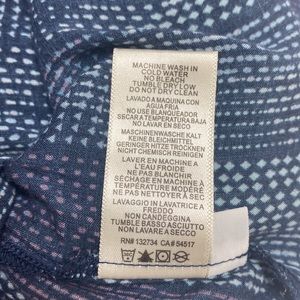 MACHINE WASH IN
COLD WATER
NO BLEACH
TUMBLE DRY LOW
DO NOT DRY CLEAN
LAVADO A MAQUINA CON
AGUA FRIA
NO USE BLANQUEADOR
SECAR A TEMPERATURA BAJA
NO LAVAR EN SECO
MASCHINENWASCHE KALT
KEINE BLEICHMITTEL
GERINGER HITZE TROCKNEN
NICHT CHEMISCH REINIGEN
LAVER EN MACHINE A
L'EAU FROIDE
NE PAS BLANCHIR
SÉCHAGE EN MACHINE À
TEMPÉRATURE MODÉRÉ
NE PAS NETTOYER À SEC
LAVAGGIO IN LAVATRICE A
FREDDO
NON CANDEGGINA
TUMBLE BASSO ASCIUTTO
NON LAVARE A SECCO
RN# 132734 CA# 54517